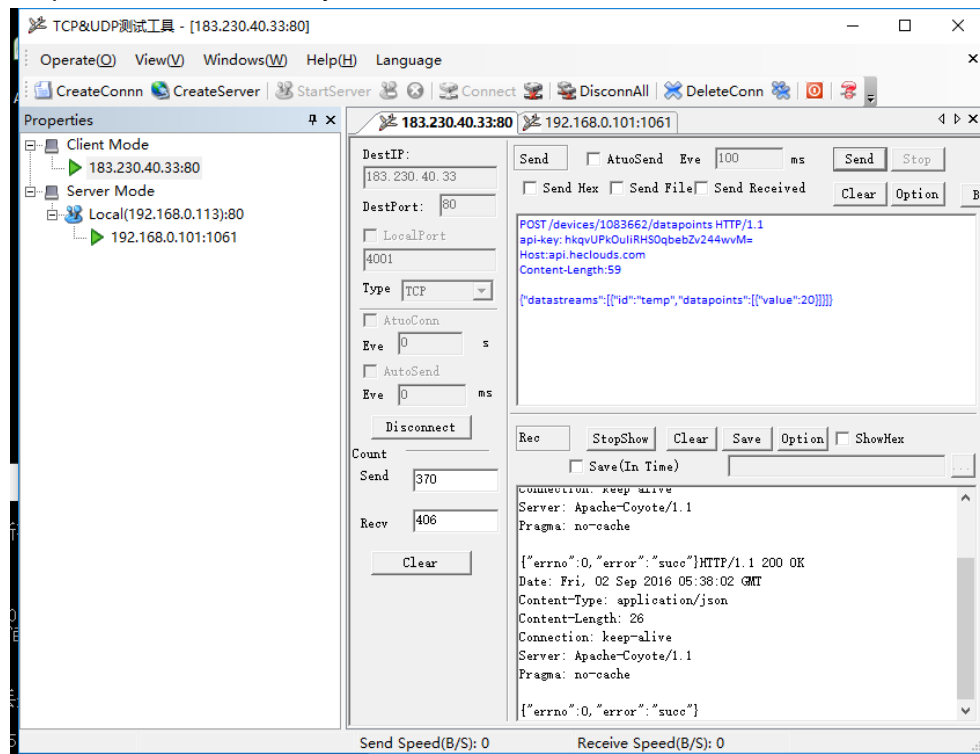 TCP&UDP测试工具 - [183.230.40.33:80]
Operate(O) View(V) Windows(W) Help(H) Language
CreateConnn CreateServer StartServer Connect DisconnAll DeleteConn
Properties
183.230.40.33:80 192.168.0.101:1061
Client Mode
183.230.40.33:80
Server Mode
Local(192.168.0.113):80
192.168.0.101:1061
DestIP:
183.230.40.33
DestPort: 80
LocalPort
4001
Type TCP
AtuoConn
Eve 0 s
AutoSend
Eve 0 ms
Disconnect
Count
Send 370
Recv 406
Clear
Send AtuoSend Eve 100 ms Send Stop
Send Hex Send File Send Received Clear Option B
POST /devices/1083662/datapoints HTTP/1.1
api-key: hkqvUPkOuIiRHS0qbebZv244wvM=
Host:api.heclouds.com
Content-Length:59
{"datastreams":[{"id":"temp","datapoints":[{"value":20}]}]}
Rec StopShow Clear Save Option ShowHex
Save(In Time) ...
Connection: keep-alive
Server: Apache-Coyote/1.1
Pragma: no-cache
{"errno":0,"error":"succ"}HTTP/1.1 200 OK
Date: Fri, 02 Sep 2016 05:38:02 GMT
Content-Type: application/json
Content-Length: 26
Connection: keep-alive
Server: Apache-Coyote/1.1
Pragma: no-cache
{"errno":0,"error":"succ"}
Send Speed(B/S): 0 Receive Speed(B/S): 0